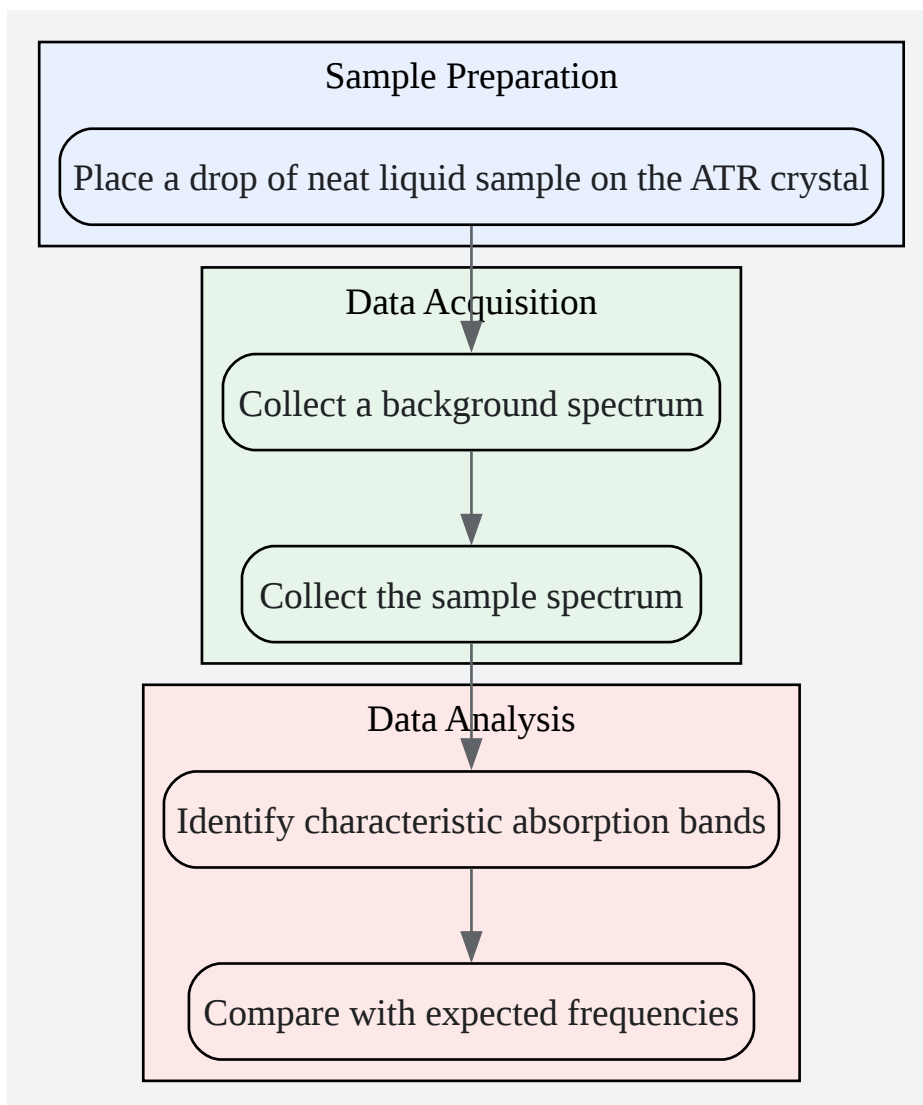 Sample Preparation
Place a drop of neat liquid sample on the ATR crystal
Data Acquisition
Collect a background spectrum
Collect the sample spectrum
Data Analysis
Identify characteristic absorption bands
Compare with expected frequencies